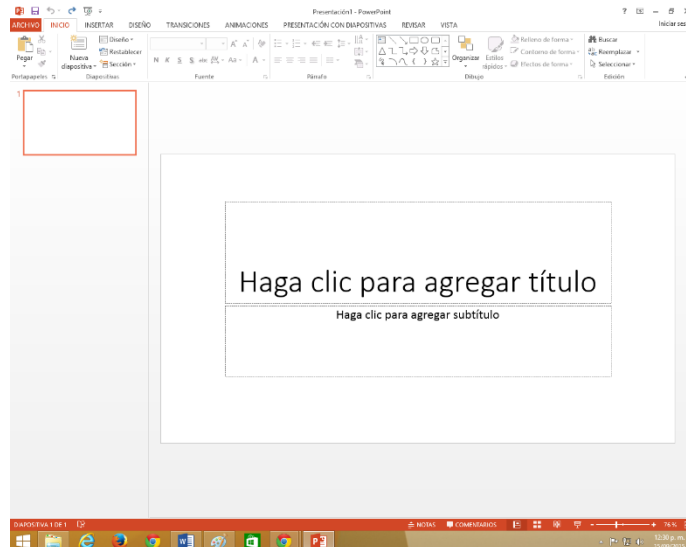 Presentación1 - PowerPoint
ARCHIVO INICIO INSERTAR DISEÑO TRANSICIONES ANIMACIONES PRESENTACIÓN CON DIAPOSITIVAS REVISAR VISTA Iniciar ses
Pegar
Nueva diapositiva
Diseño
Restablecer
Sección
N K S S abc Aa A
Organizar
Estilos rápidos
Relleno de forma
Contorno de forma
Efectos de forma
Buscar
Reemplazar
Seleccionar
Portapapeles Diapositivas Fuente Párrafo Dibujo Edición
1
Haga clic para agregar título
Haga clic para agregar subtítulo
DIAPOSITIVA 1 DE 1 NOTAS COMENTARIOS 76%
12:30 p. m.